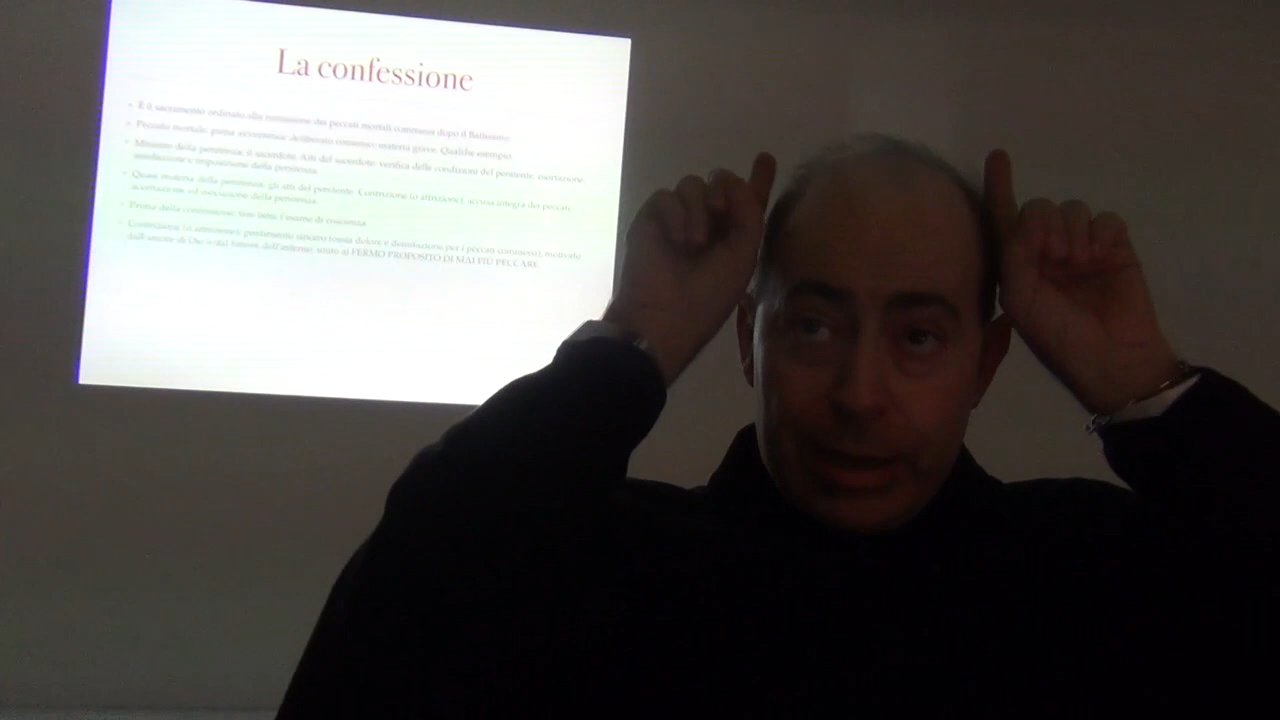 La confessione
È il sacramento ordinato alla remissione dei peccati mortali commessi dopo il Battesimo
Peccato mortale: piena avvertenza; deliberato consenso; materia grave. Qualche esempio
Ministro della penitenza: il sacerdote. Atti del sacerdote: verifica delle condizioni del penitente; esortazione;
assoluzione e imposizione della penitenza
Quasi materia della penitenza: gli atti del penitente. Contrizione (o attrizione); accusa integra dei peccati;
accettazione ed esecuzione della penitenza
Prima della confessione: ben fatto l'esame di coscienza
Contrizione (o attrizione): pentimento sincero (ossia dolore e detestazione per i peccati commessi), motivato
dall'amore di Dio o dal timore dell'inferno, unito al FERMO PROPOSITO DI MAI PIÙ PECCARE